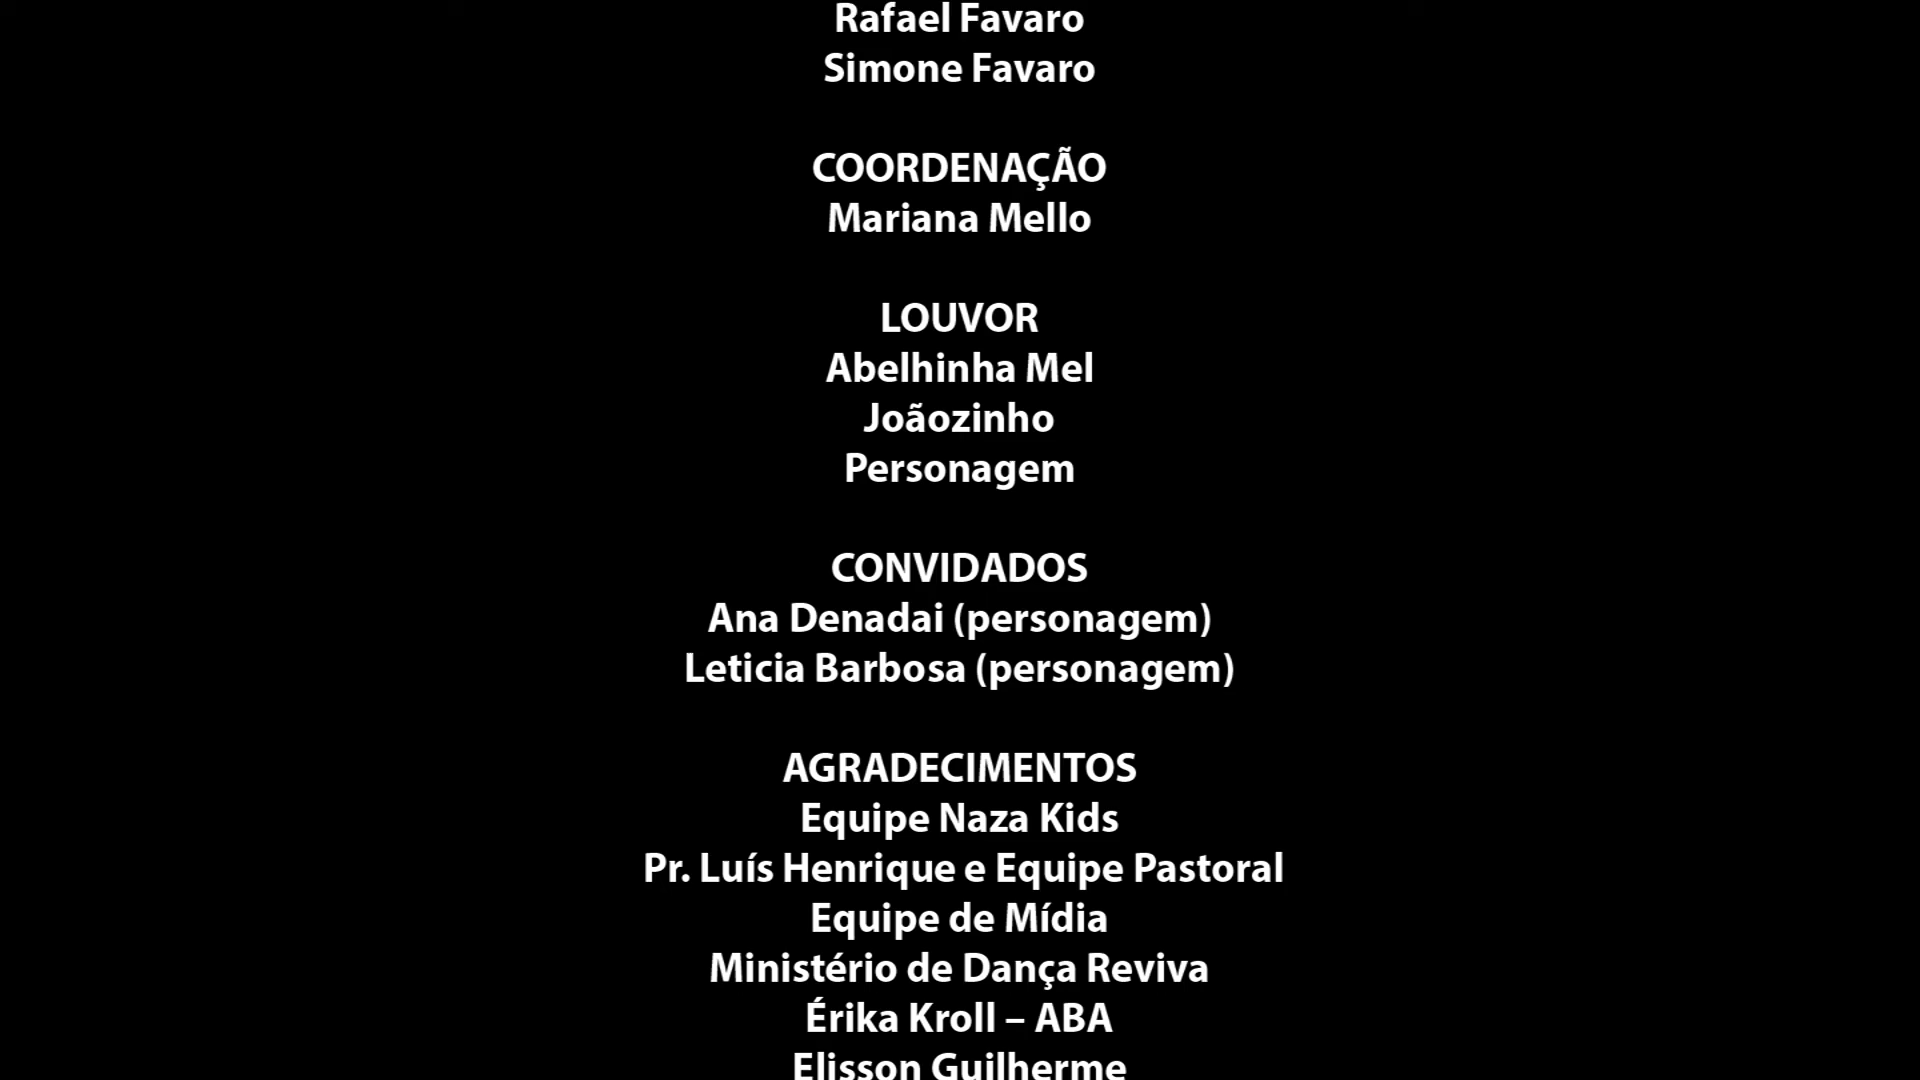 Rafael Favaro
Simone Favaro
COORDENAÇÃO
Mariana Mello
LOUVOR
Abelhinha Mel
Joãozinho
Personagem
CONVIDADOS
Ana Denadai (personagem)
Leticia Barbosa (personagem)
AGRADECIMENTOS
Equipe Naza Kids
Pr. Luís Henrique e Equipe Pastoral
Equipe de Mídia
Ministério de Dança Reviva
Érika Kroll – ABA
Elisson Guilherme